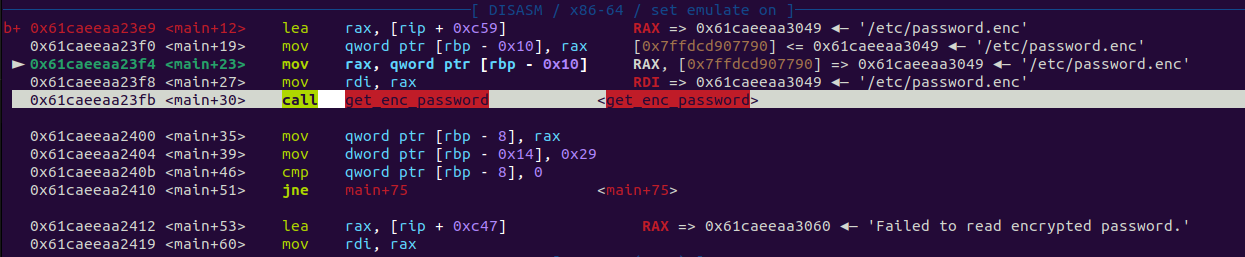 [ DISASM / x86-64 / set emulate on ]
b+ 0x61caeeaa23e9 <main+12> lea rax, [rip + 0xc59] RAX => 0x61caeeaa3049 ◂— '/etc/password.enc'
0x61caeeaa23f0 <main+19> mov qword ptr [rbp - 0x10], rax [0x7ffdcd907790] <= 0x61caeeaa3049 ◂— '/etc/password.enc'
► 0x61caeeaa23f4 <main+23> mov rax, qword ptr [rbp - 0x10] RAX, [0x7ffdcd907790] => 0x61caeeaa3049 ◂— '/etc/password.enc'
0x61caeeaa23f8 <main+27> mov rdi, rax RDI => 0x61caeeaa3049 ◂— '/etc/password.enc'
0x61caeeaa23fb <main+30> call get_enc_password <get_enc_password>
0x61caeeaa2400 <main+35> mov qword ptr [rbp - 8], rax
0x61caeeaa2404 <main+39> mov dword ptr [rbp - 0x14], 0x29
0x61caeeaa240b <main+46> cmp qword ptr [rbp - 8], 0
0x61caeeaa2410 <main+51> jne main+75 <main+75>
0x61caeeaa2412 <main+53> lea rax, [rip + 0xc47] RAX => 0x61caeeaa3060 ◂— 'Failed to read encrypted password.'
0x61caeeaa2419 <main+60> mov rdi, rax